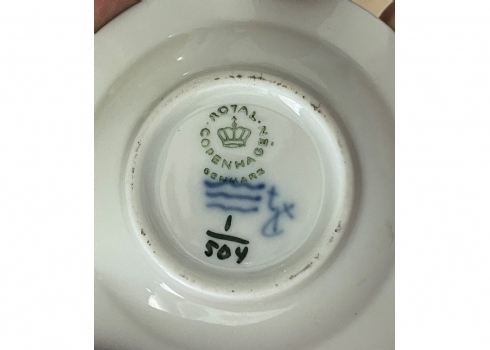 ROYAL
COPENHAGEN
DENMARK
1
504